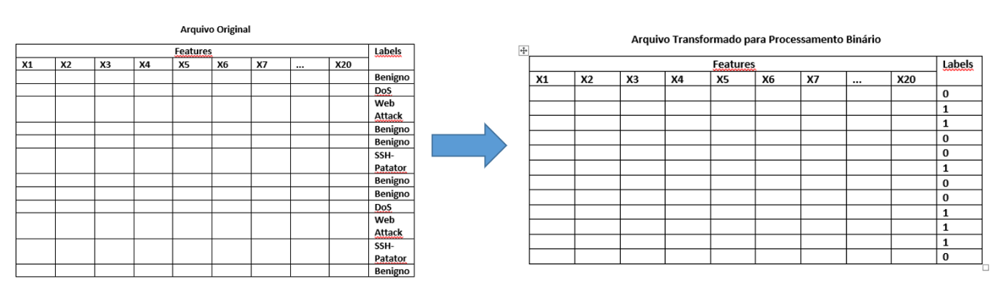 Arquivo Original
Features Labels
X1 X2 X3 X4 X5 X6 X7 ... X20
Benigno
DoS
Web
Attack
Benigno
Benigno
SSH-
Patator
Benigno
Benigno
DoS
Web
Attack
SSH-
Patator
Benigno
Arquivo Transformado para Processamento Binário
Features Labels
X1 X2 X3 X4 X5 X6 X7 ... X20
0
1
1
0
0
1
0
0
1
1
1
0